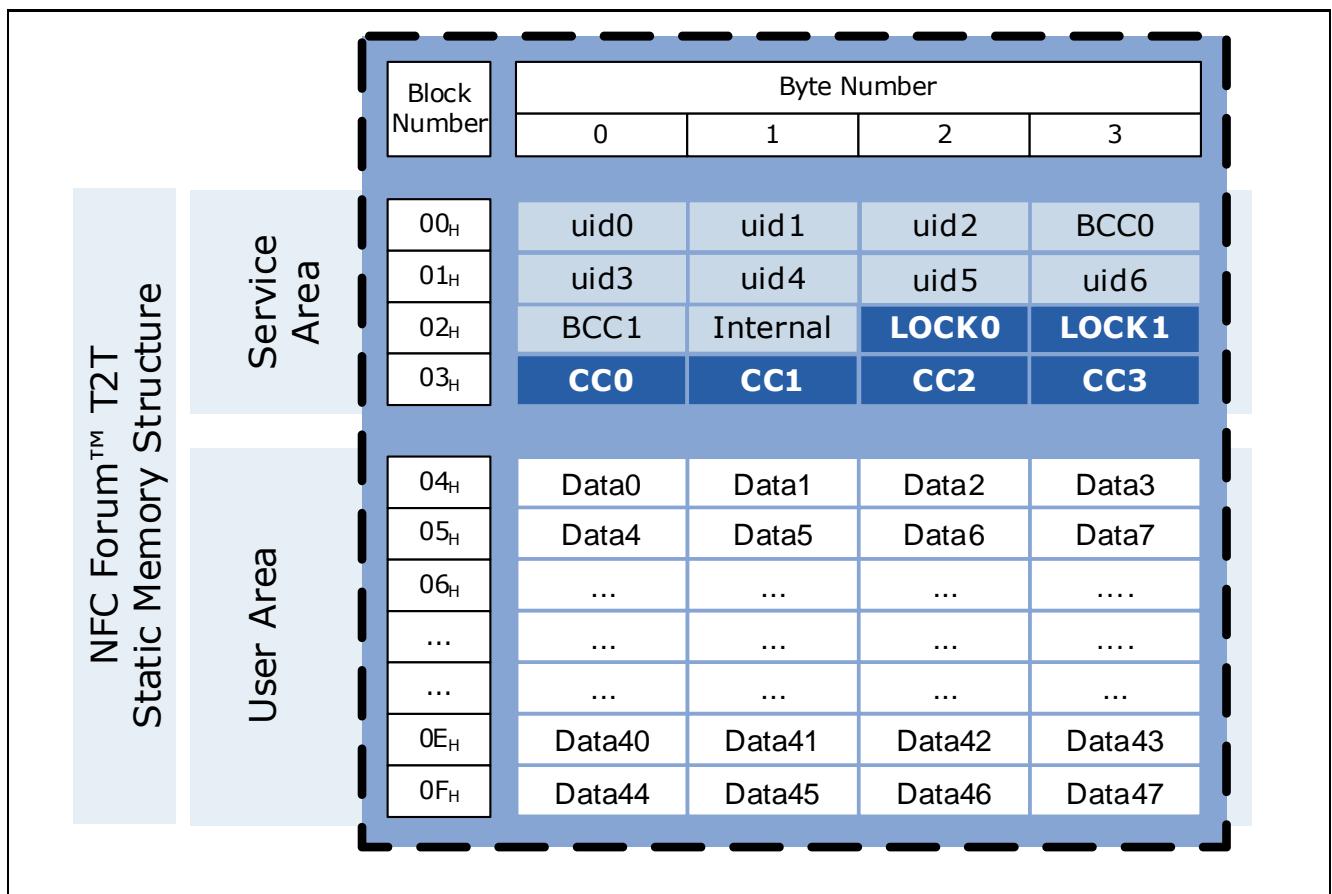 Block Number
Byte Number
0 1 2 3
NFC Forum™ T2T
Static Memory Structure
Service
Area
00H uid0 uid1 uid2 BCC0
01H uid3 uid4 uid5 uid6
02H BCC1 Internal LOCK0 LOCK1
03H CC0 CC1 CC2 CC3
User Area
04H Data0 Data1 Data2 Data3
05H Data4 Data5 Data6 Data7
06H ... ... ... ....
... ... ... ... ....
... ... ... ... ...
0EH Data40 Data41 Data42 Data43
0FH Data44 Data45 Data46 Data47